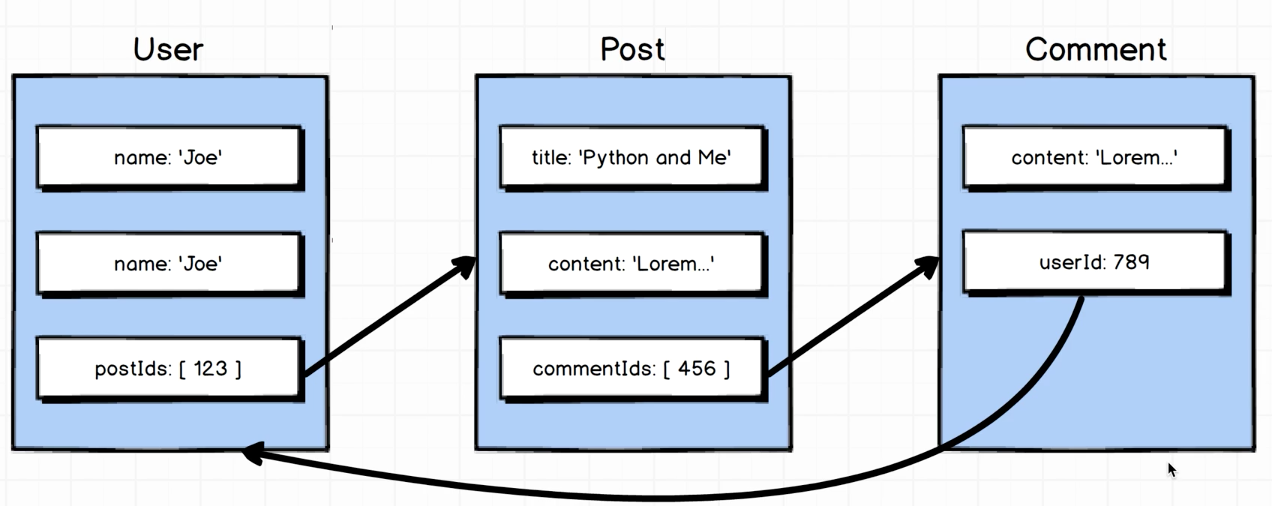 User
name: 'Joe'
name: 'Joe'
postIds: [ 123 ]
Post
title: 'Python and Me'
content: 'Lorem...'
commentIds: [ 456 ]
Comment
content: 'Lorem...'
userId: 789